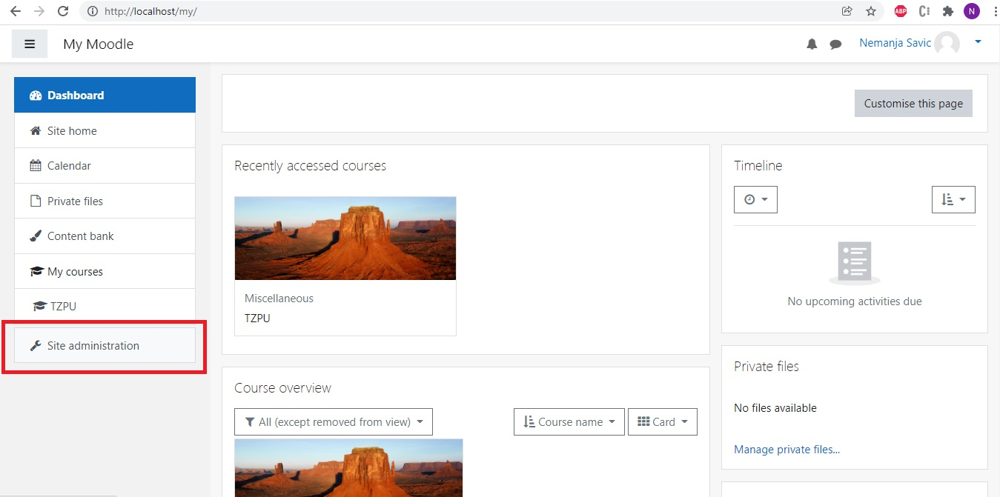 http://localhost/my/
ABP
N
My Moodle
Nemanja Savic
Dashboard
Site home
Calendar
Private files
Content bank
My courses
TZPU
Site administration
Customise this page
Recently accessed courses
Miscellaneous
TZPU
Course overview
All (except removed from view)
Course name
Card
Timeline
No upcoming activities due
Private files
No files available
Manage private files...